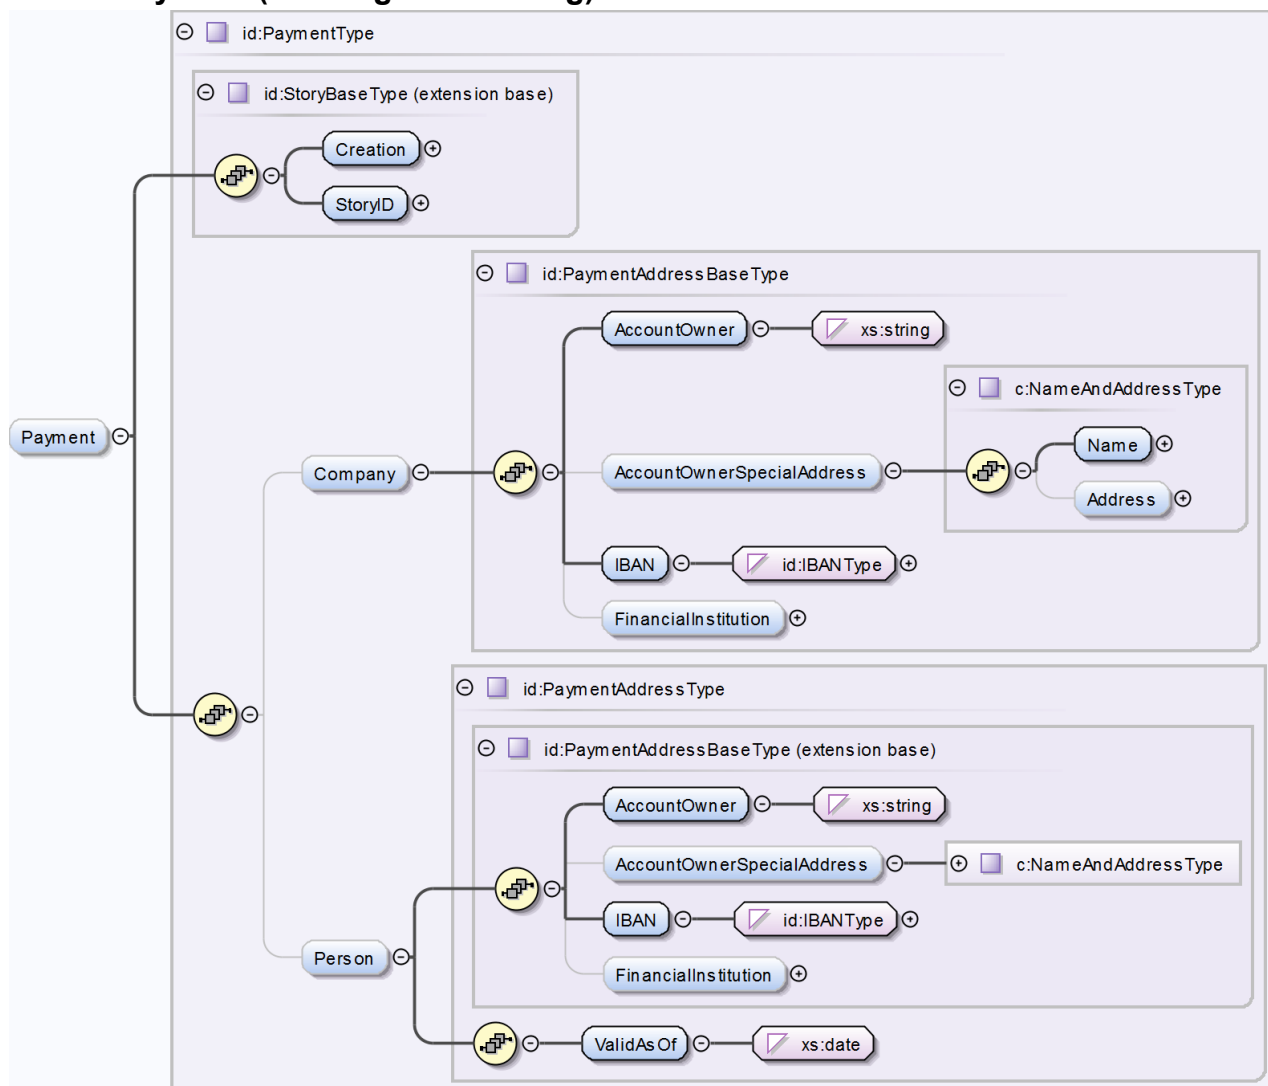 id:PaymentType
id:StoryBaseType (extension base)
Creation
StoryID
id:PaymentAddressBaseType
AccountOwner xs:string
c:NameAndAddressType
Name
Payment
Company
AccountOwnerSpecialAddress
Address
IBAN id:IBANType
FinancialInstitution
id:PaymentAddressType
id:PaymentAddressBaseType (extension base)
AccountOwner xs:string
AccountOwnerSpecialAddress c:NameAndAddressType
IBAN id:IBANType
Person
FinancialInstitution
ValidAsOf xs:date